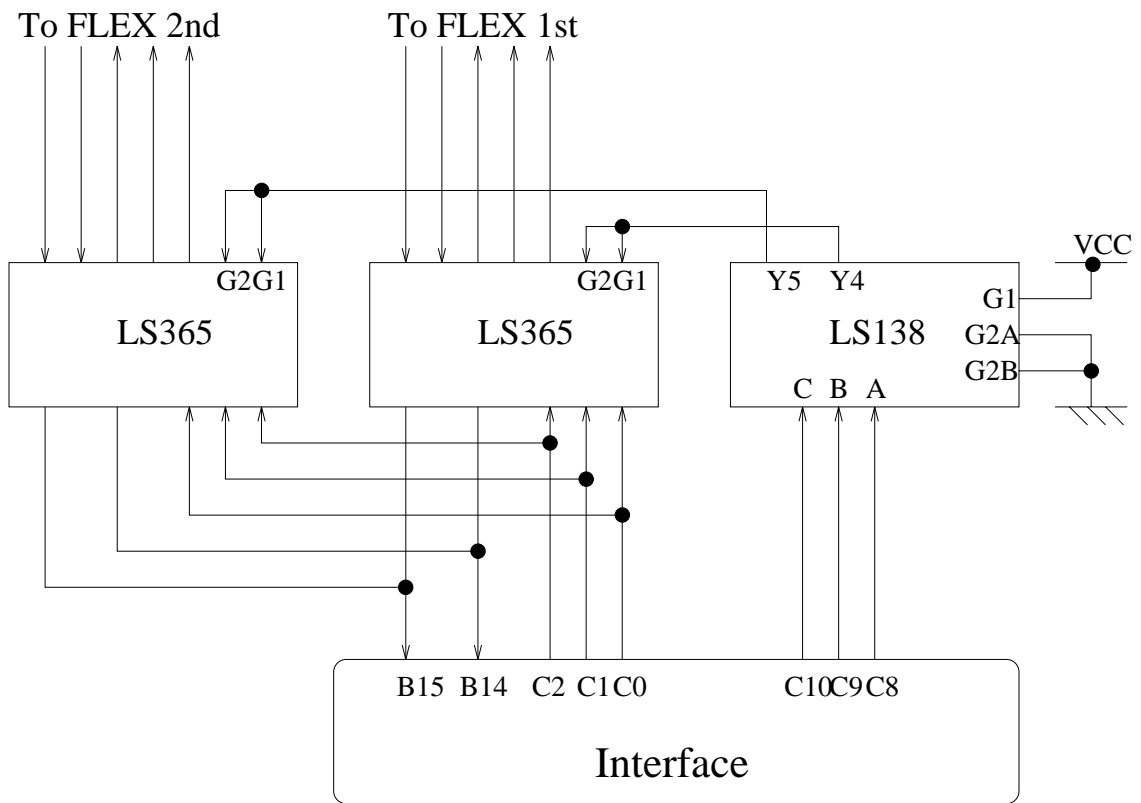 To FLEX 2nd
To FLEX 1st
VCC
G2G1
G2G1
Y5 Y4
G1
LS365
LS365
LS138
G2A
G2B
C B A
B15 B14 C2 C1C0 C10C9C8
Interface